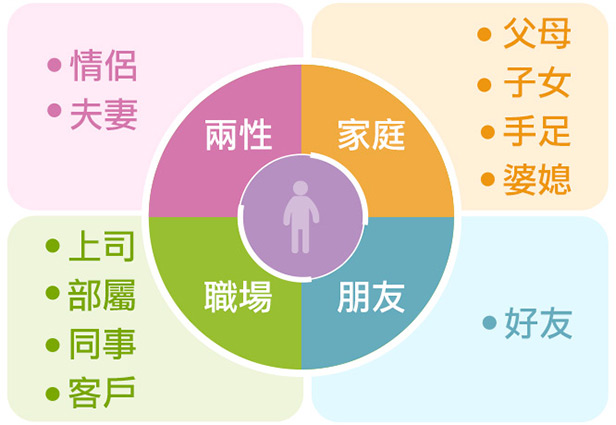 • 情侶
• 夫妻
兩性
家庭
• 父母
• 子女
• 手足
• 婆媳
• 上司
• 部屬
• 同事
• 客戶
職場
朋友
• 好友